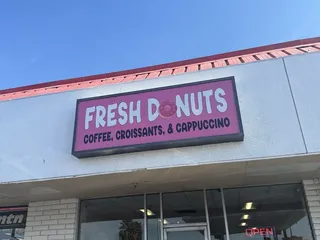 FRESH DONUTS
COFFEE, CROISSANTS, & CAPPUCCINO
OPEN